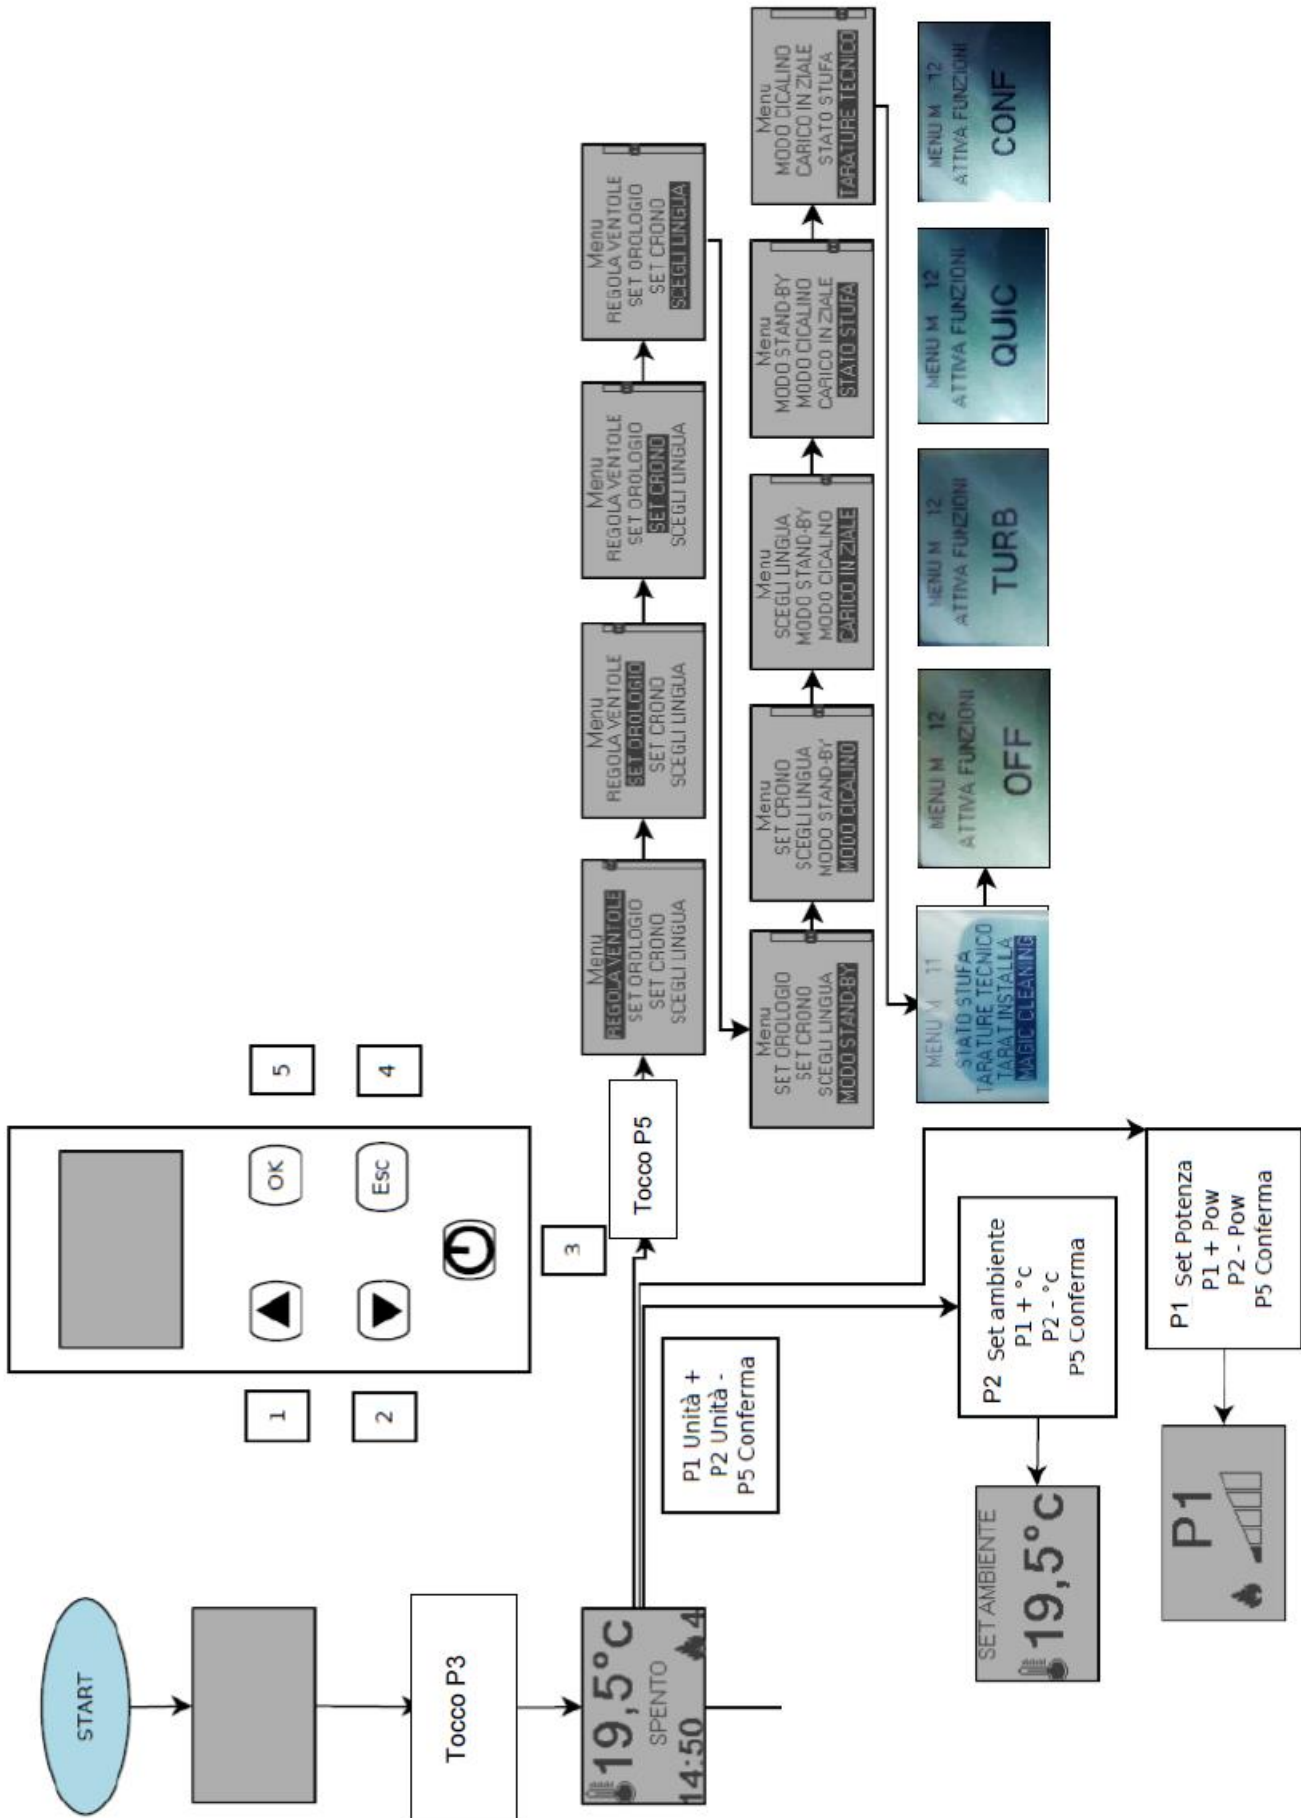 START
Tocco P3
19,5°c
SPENTO
14:50 4
1
2
3
4
5
OK
Esc
P1 Unità +
P2 Unità -
P5 Conferma
Tocco P5
Menu
REGOLA VENTOLE
SET OROLOGIO
SET CRONO
SCEGLI LINGUA
Menu
REGOLA VENTOLE
SET OROLOGIO
SET CRONO
SCEGLI LINGUA
Menu
REGOLA VENTOLE
SET OROLOGIO
SET CRONO
SCEGLI LINGUA
Menu
REGOLA VENTOLE
SET OROLOGIO
SET CRONO
SCEGLI LINGUA
Menu
SET OROLOGIO
SET CRONO
SCEGLI LINGUA
MODO STAND-BY
Menu
SET CRONO
SCEGLI LINGUA
MODO STAND-BY
MODO CICALINO
Menu
SCEGLI LINGUA
MODO STAND-BY
MODO CICALINO
CARICO INIZIALE
Menu
MODO STAND-BY
MODO CICALINO
CARICO INIZIALE
STATO STUFA
Menu
MODO CICALINO
CARICO INIZIALE
STATO STUFA
TARATURE TECNICO
MENU M 11
STATO STUFA
TARATURE TECNICO
TARAT INSTALLA
MAGIC CLEANING
MENU M 12
ATTIVA FUNZIONI
OFF
MENU M 12
ATTIVA FUNZIONI
TURB
MENU M 12
ATTIVA FUNZIONI
QUIC
MENU M 12
ATTIVA FUNZIONI
CONF
P2 Set ambiente
P1 + °c
P2 - °c
P5 Conferma
SET AMBIENTE
19,5°c
P1 Set Potenza
P1 + Pow
P2 - Pow
P5 Conferma
P1